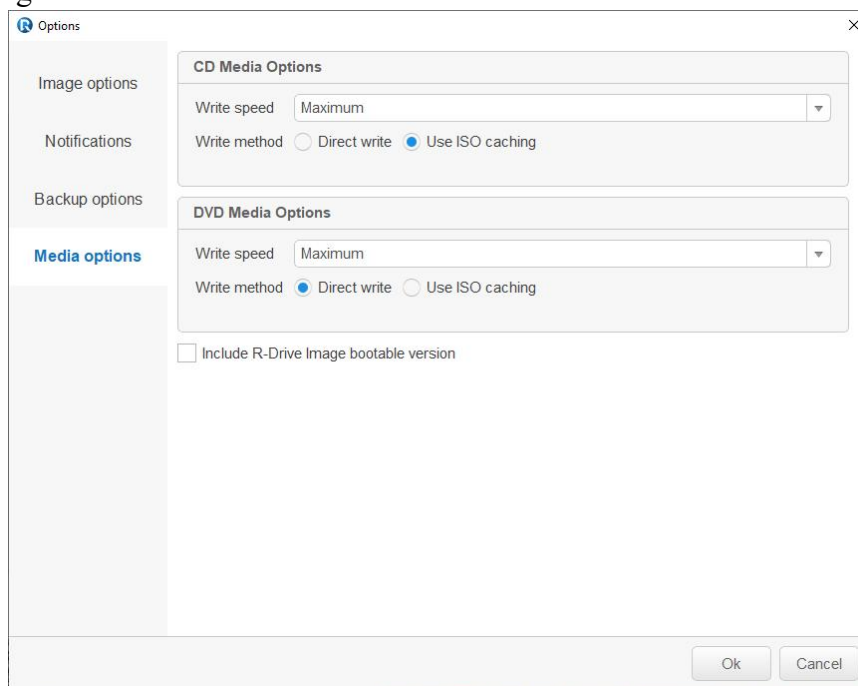 Options
Image options
Notifications
Backup options
Media options
CD Media Options
Write speed Maximum
Write method Direct write Use ISO caching
DVD Media Options
Write speed Maximum
Write method Direct write Use ISO caching
Include R-Drive Image bootable version
Ok Cancel